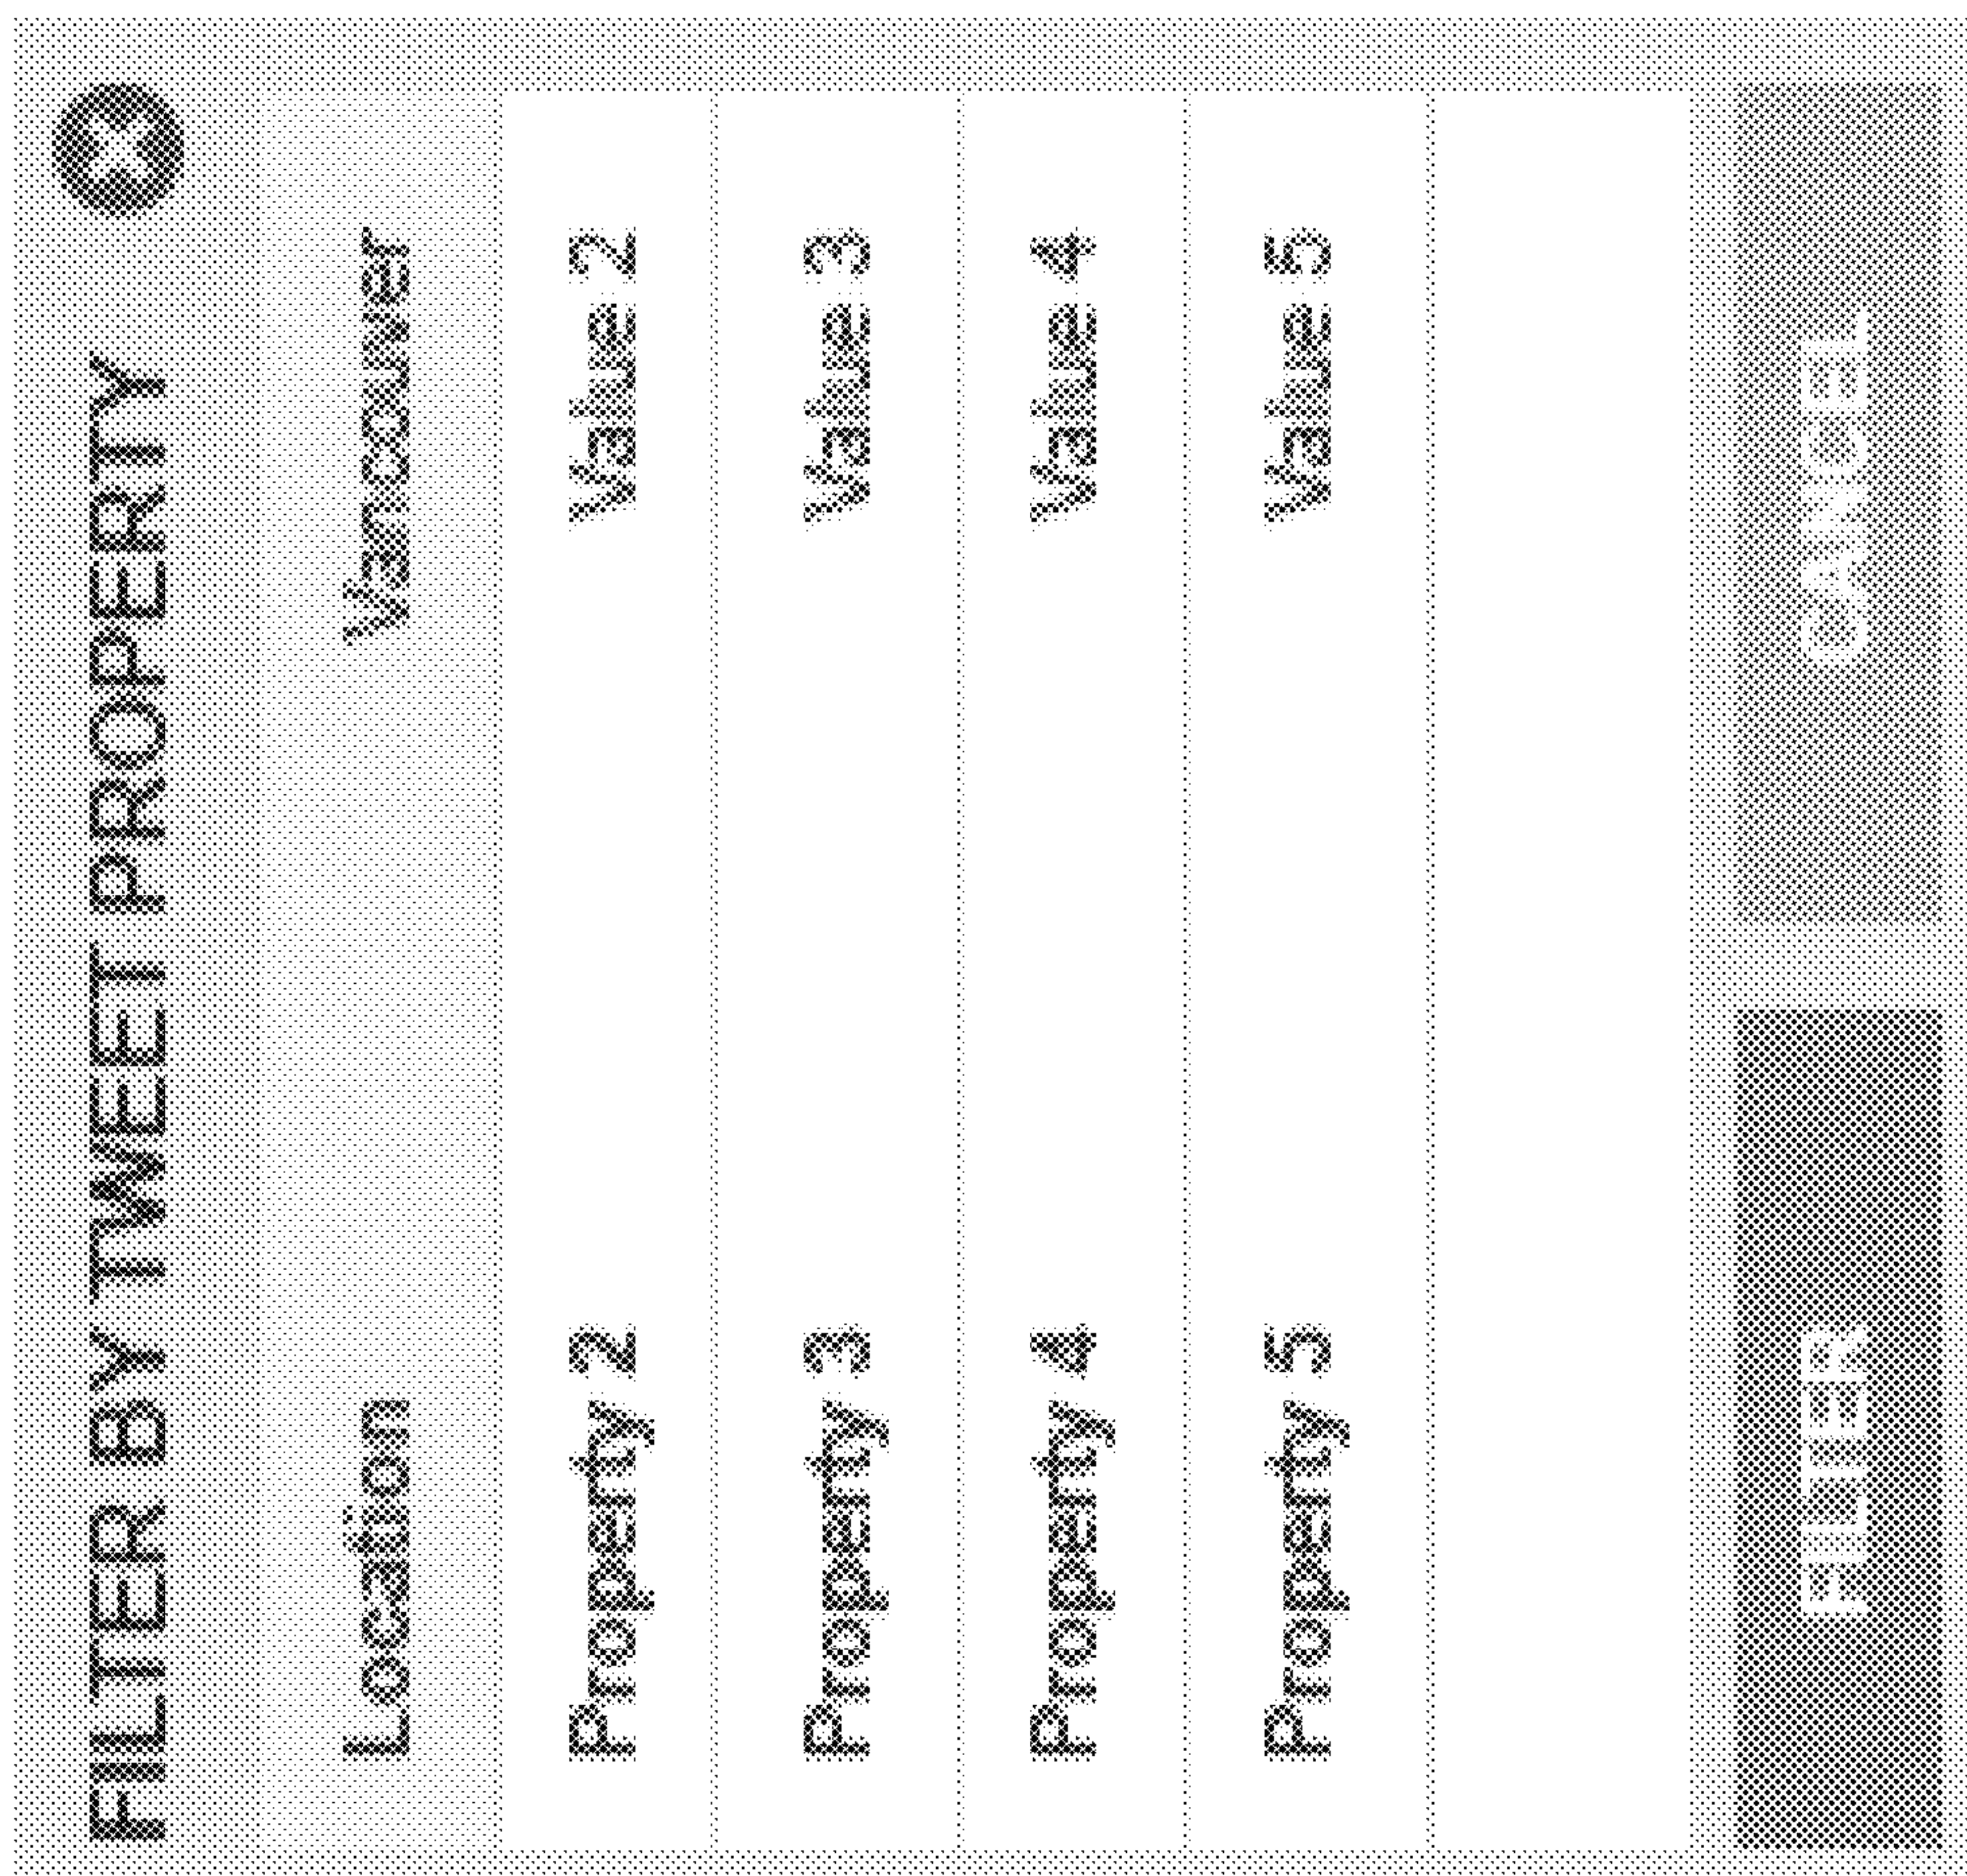 FILTER BY TWEET PROPERTY
Location Vancouver
Property 2 Value 2
Property 3 Value 3
Property 4 Value 4
Property 5 Value 5
FILTER CANCEL